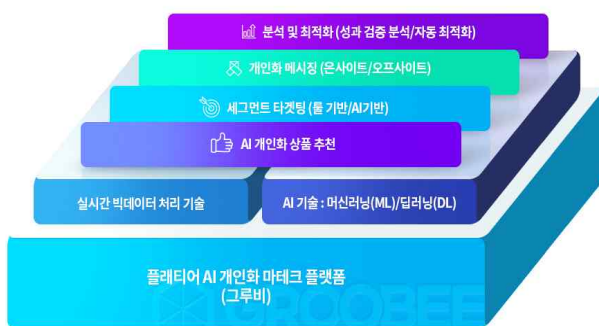 분석 및 최적화 (성과 검증 분석/자동 최적화)
개인화 메시징 (온사이트/오프사이트)
세그먼트 타겟팅 (룰 기반/AI기반)
AI 개인화 상품 추천
실시간 빅데이터 처리 기술
AI 기술 : 머신러닝(ML)/딥러닝(DL)
플래티어 AI 개인화 마테크 플랫폼
(그루비)
GROOBEE